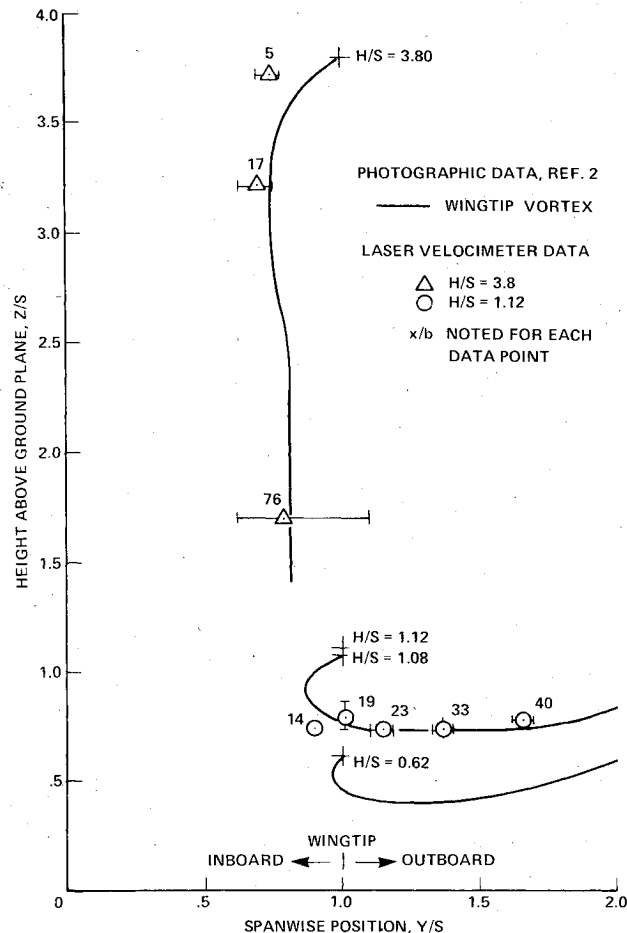 4.0
5
H/S = 3.80
3.5
17
PHOTOGRAPHIC DATA, REF. 2
WINGTIP VORTEX
3.0
LASER VELOCIMETER DATA
H/S = 3.8
H/S = 1.12
x/b NOTED FOR EACH
DATA POINT
2.5
HEIGHT ABOVE GROUND PLANE, Z/S
2.0
76
1.5
H/S = 1.12
H/S = 1.08
1.0
14
19
23
33
40
H/S = 0.62
.5
WINGTIP
INBOARD
OUTBOARD
0
.5
1.0
1.5
2.0
SPANWISE POSITION, Y/S